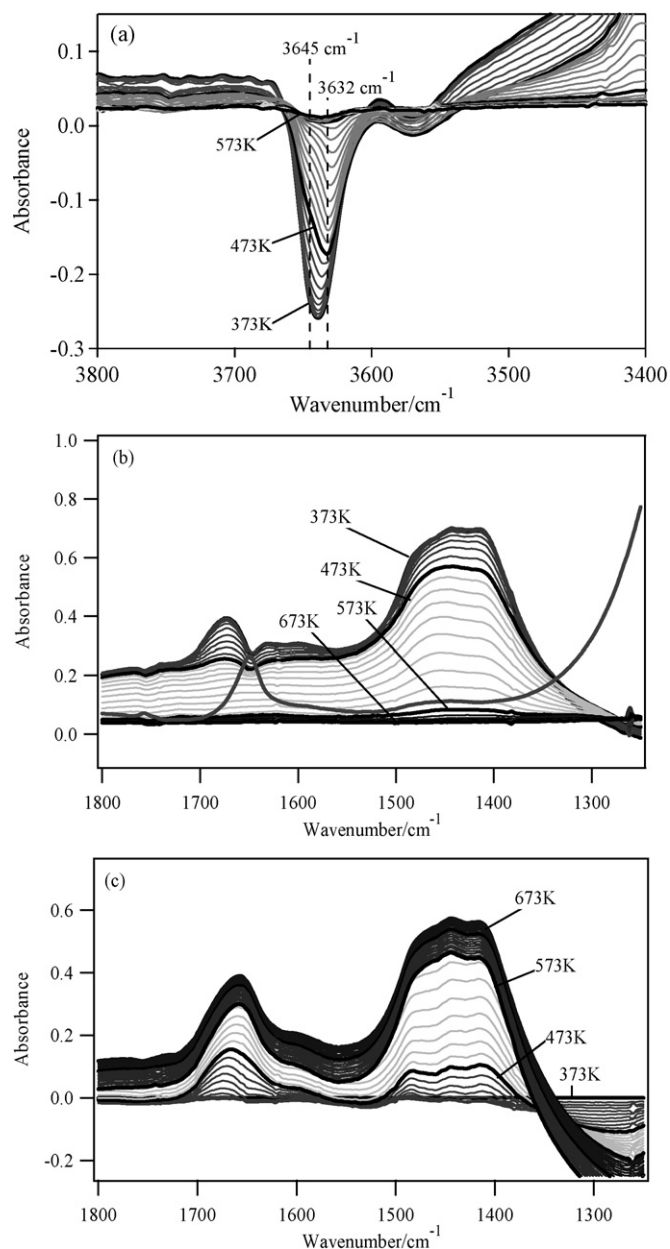 (a)
3645 cm⁻¹
3632 cm⁻¹
573K
473K
373K
0.1
0.0
-0.1
-0.2
-0.3
Absorbance
3800 3700 3600 3500 3400
Wavenumber/cm⁻¹
(b)
373K
473K
573K
673K
1.0
0.8
0.6
0.4
0.2
0.0
Absorbance
1800 1700 1600 1500 1400 1300
Wavenumber/cm⁻¹
(c)
673K
573K
473K
373K
0.6
0.4
0.2
0.0
-0.2
Absorbance
1800 1700 1600 1500 1400 1300
Wavenumber/cm⁻¹